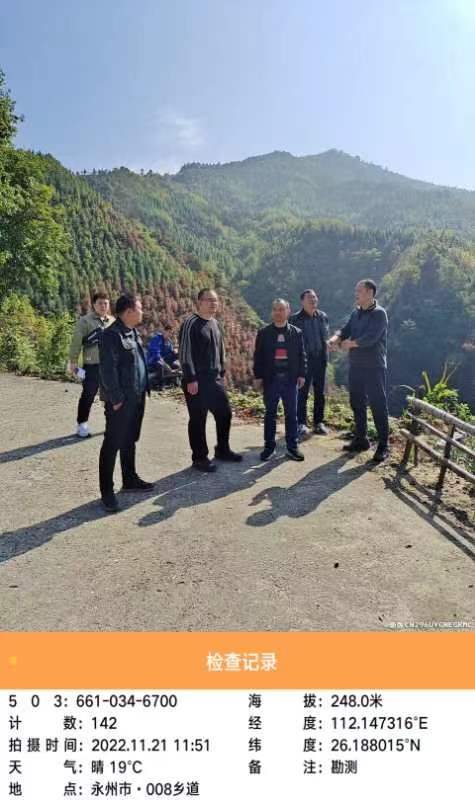 检查记录
5 0 3: 661-034-6700
海 拔: 248.0米
计 数: 142
经 度: 112.147316°E
拍摄时间: 2022.11.21 11:51
纬 度: 26.188015°N
天 气: 晴 19℃
备 注: 勘测
地 点: 永州市·008乡道